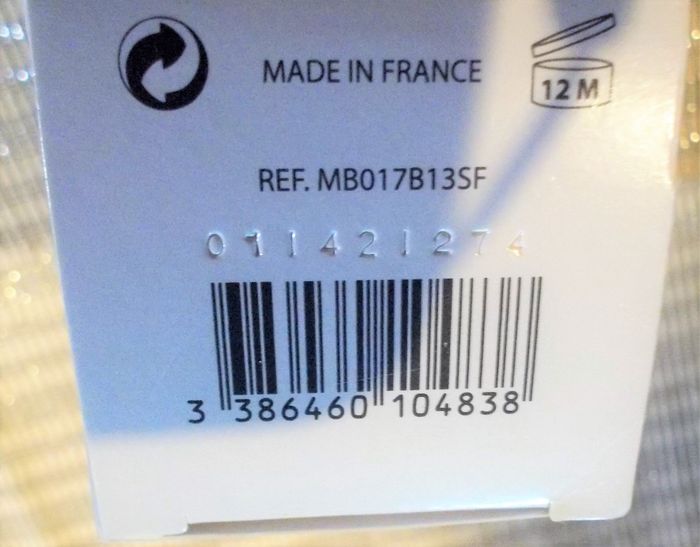 MADE IN FRANCE
12 M
REF. MB017B13SF
011421274
3 386460 104838